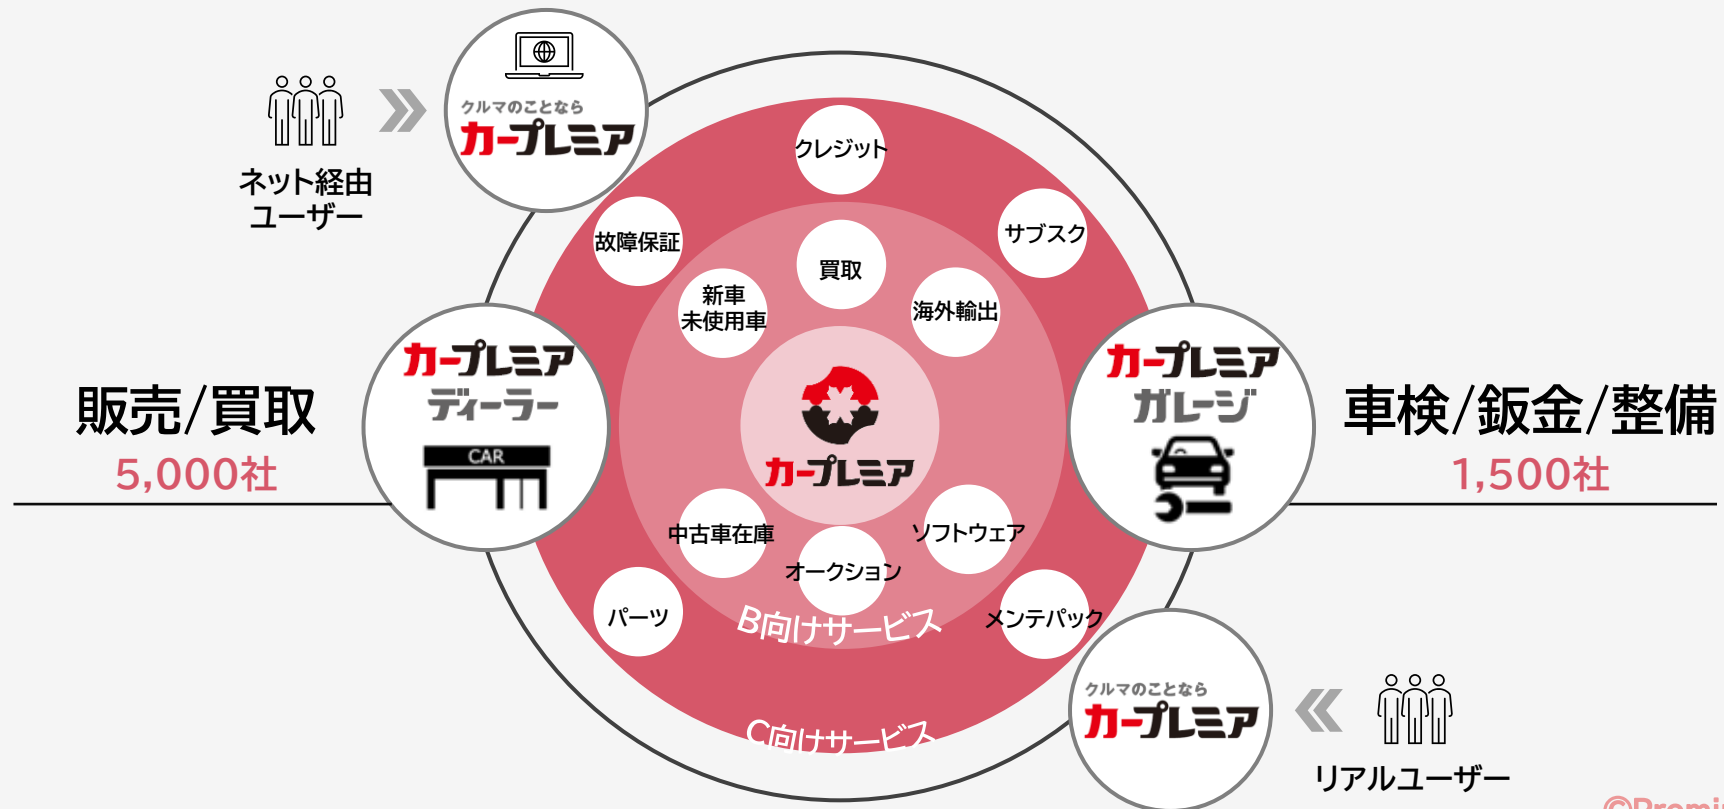 クルマのことなら
カープレミア
ネット経由
ユーザー
クレジット
故障保証
サブスク
買取
新車
未使用車
海外輸出
カープレミア
ディーラー
CAR
販売/買取
5,000社
カープレミア
カープレミア
ガレージ
車検/鈑金/整備
1,500社
中古車在庫
オークション
ソフトウェア
パーツ
メンテパック
B向けサービス
C向けサービス
クルマのことなら
カープレミア
リアルユーザー